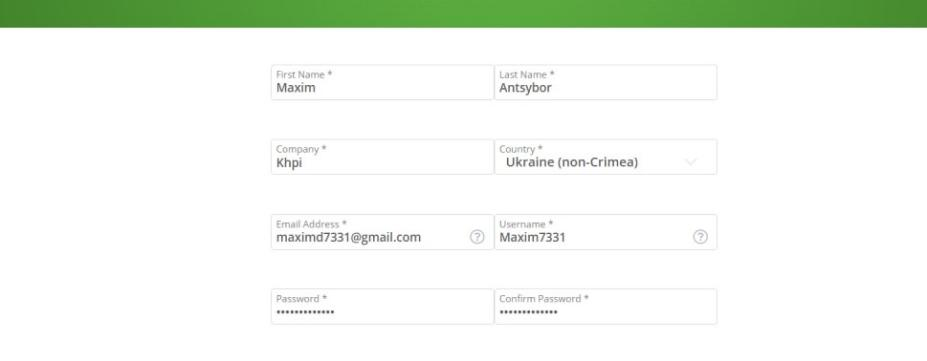 First Name *
Maxim
Last Name *
Antsybor
Company *
Khpi
Country *
Ukraine (non-Crimea)
Email Address *
maximd7331@gmail.com
?
Username *
Maxim7331
?
Password *
•••••••••••••
Confirm Password *
•••••••••••••